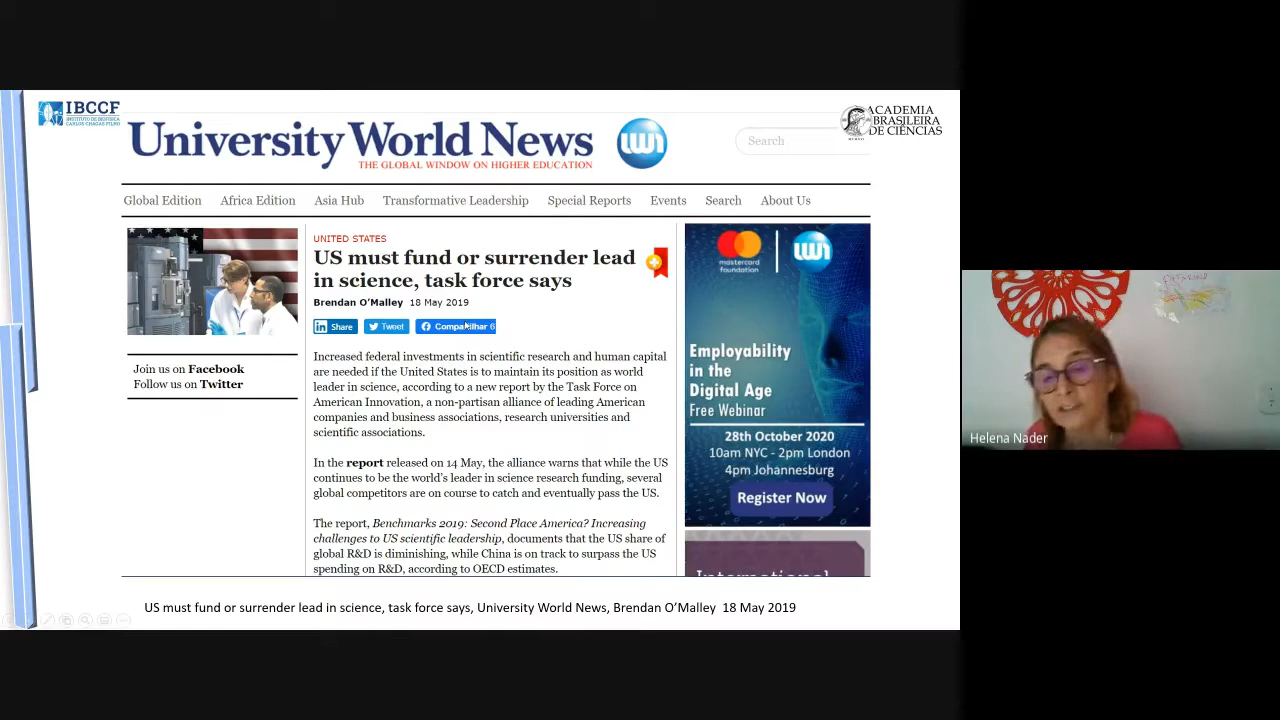 IBCCF
INSTITUTO DE BIOFÍSICA
CARLOS CHAGAS FILHO
ACADEMIA
BRASILEIRA
DE CIÊNCIAS
University World News
THE GLOBAL WINDOW ON HIGHER EDUCATION
uw
Search
Global Edition
Africa Edition
Asia Hub
Transformative Leadership
Special Reports
Events
Search
About Us
Join us on Facebook
Follow us on Twitter
UNITED STATES
US must fund or surrender lead
in science, task force says
Brendan O’Malley 18 May 2019
in Share
Tweet
Compartilhar 6
Increased federal investments in scientific research and human capital
are needed if the United States is to maintain its position as world
leader in science, according to a new report by the Task Force on
American Innovation, a non-partisan alliance of leading American
companies and business associations, research universities and
scientific associations.
In the report released on 14 May, the alliance warns that while the US
continues to be the world’s leader in science research funding, several
global competitors are on course to catch and eventually pass the US.
The report, Benchmarks 2019: Second Place America? Increasing
challenges to US scientific leadership, documents that the US share of
global R&D is diminishing, while China is on track to surpass the US
spending on R&D, according to OECD estimates.
mastercard
foundation
Employability
in the
Digital Age
Free Webinar
28th October 2020
10am NYC - 2pm London
4pm Johannesburg
Register Now
International
US must fund or surrender lead in science, task force says, University World News, Brendan O’Malley 18 May 2019
Helena Nader